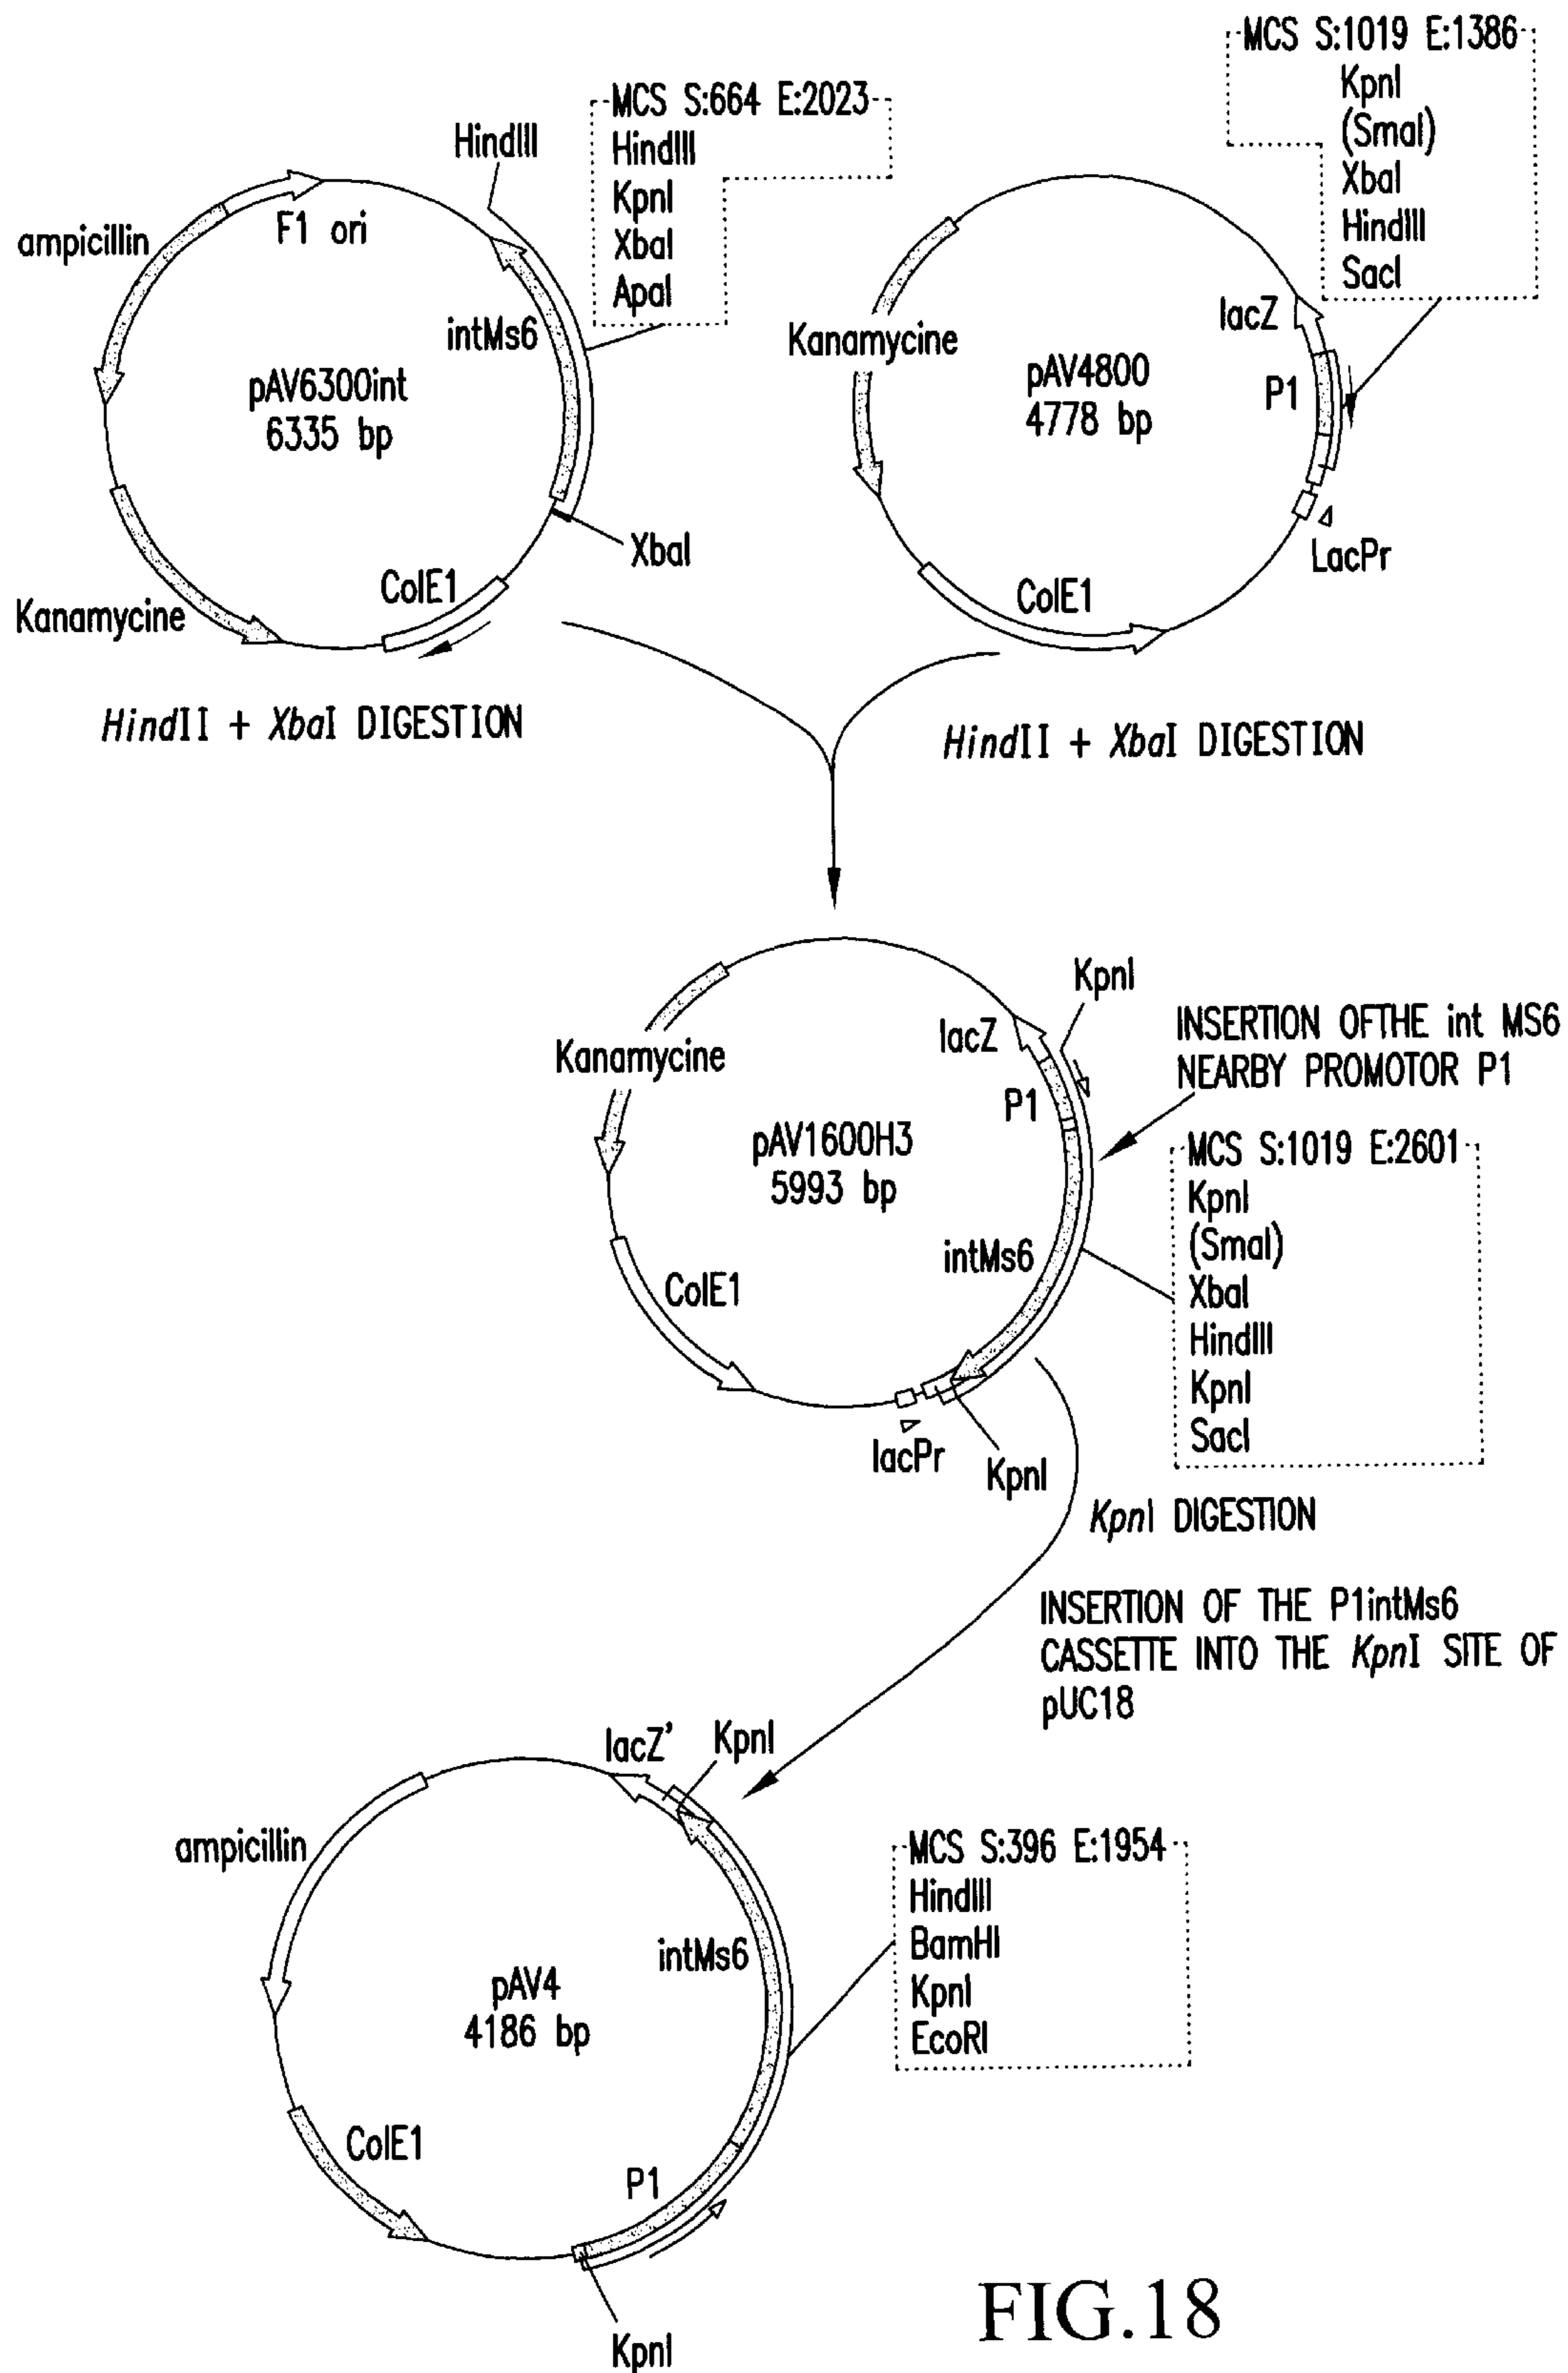 MCS S:1019 E:1386
KpnI
(SmaI)
XbaI
HindIII
SacI
MCS S:664 E:2023
HindIII
KpnI
XbaI
ApaI
HindIII
ampicillin
F1 ori
intMs6
pAV6300int
6335 bp
XbaI
ColE1
Kanamycine
Kanamycine
lacZ
pAV4800
4778 bp
P1
LacPr
ColE1
HindII + XbaI DIGESTION
HindII + XbaI DIGESTION
KpnI
lacZ
Kanamycine
P1
INSERTION OFTHE int MS6
NEARBY PROMOTOR P1
pAV1600H3
5993 bp
MCS S:1019 E:2601
KpnI
(SmaI)
XbaI
HindIII
KpnI
SacI
intMs6
ColE1
lacPr
KpnI
KpnI DIGESTION
INSERTION OF THE P1intMs6
CASSETTE INTO THE KpnI SITE OF
pUC18
lacZ'
KpnI
ampicillin
MCS S:396 E:1954
HindIII
BamHI
KpnI
EcoRI
intMs6
pAV4
4186 bp
ColE1
P1
KpnI
FIG.18